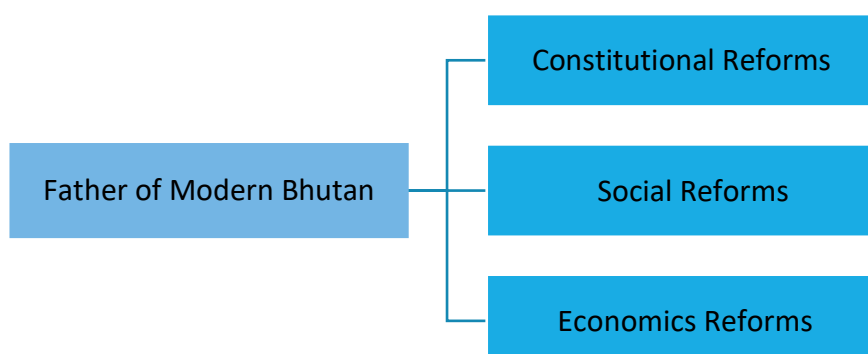 Constitutional Reforms
Father of Modern Bhutan
Social Reforms
Economics Reforms